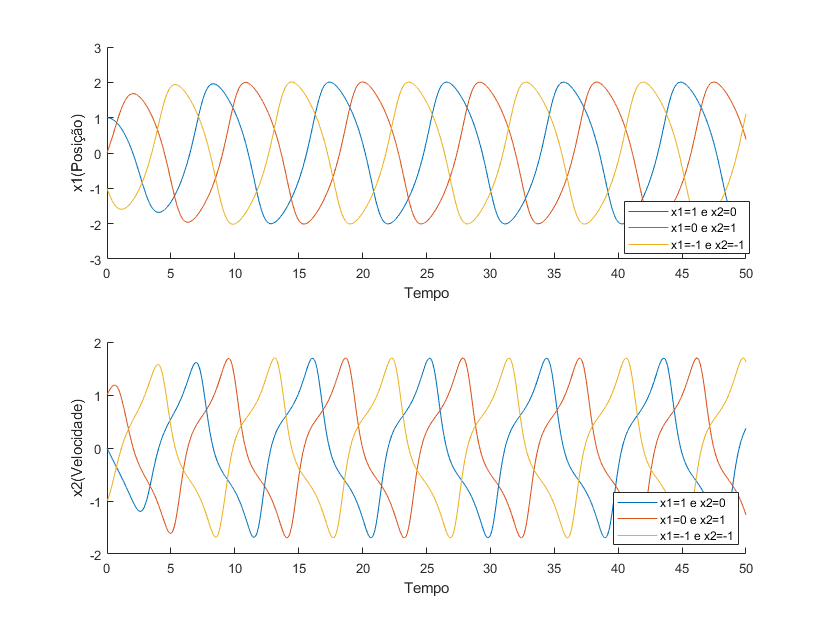 3
2
1
0
-1
-2
-3
x1(Posição)
0 5 10 15 20 25 30 35 40 45 50
Tempo
x1=1 e x2=0
x1=0 e x2=1
x1=-1 e x2=-1
2
1
0
-1
-2
x2(Velocidade)
0 5 10 15 20 25 30 35 40 45 50
Tempo
x1=1 e x2=0
x1=0 e x2=1
x1=-1 e x2=-1